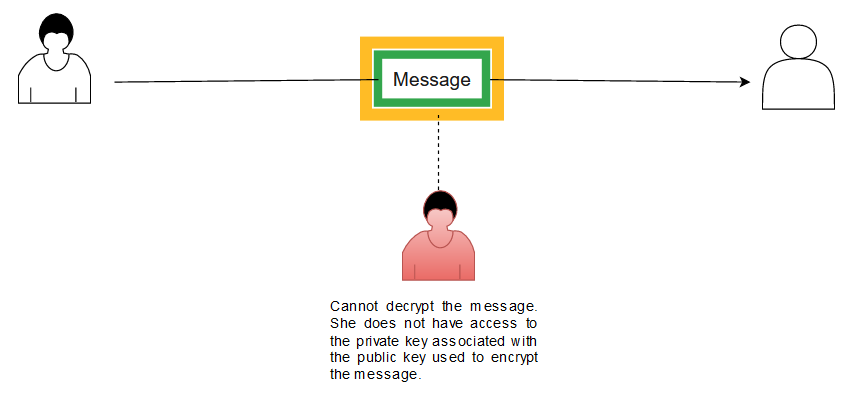 Message
Cannot decrypt the message.
She does not have access to
the private key associated with
the public key used to encrypt
the message.